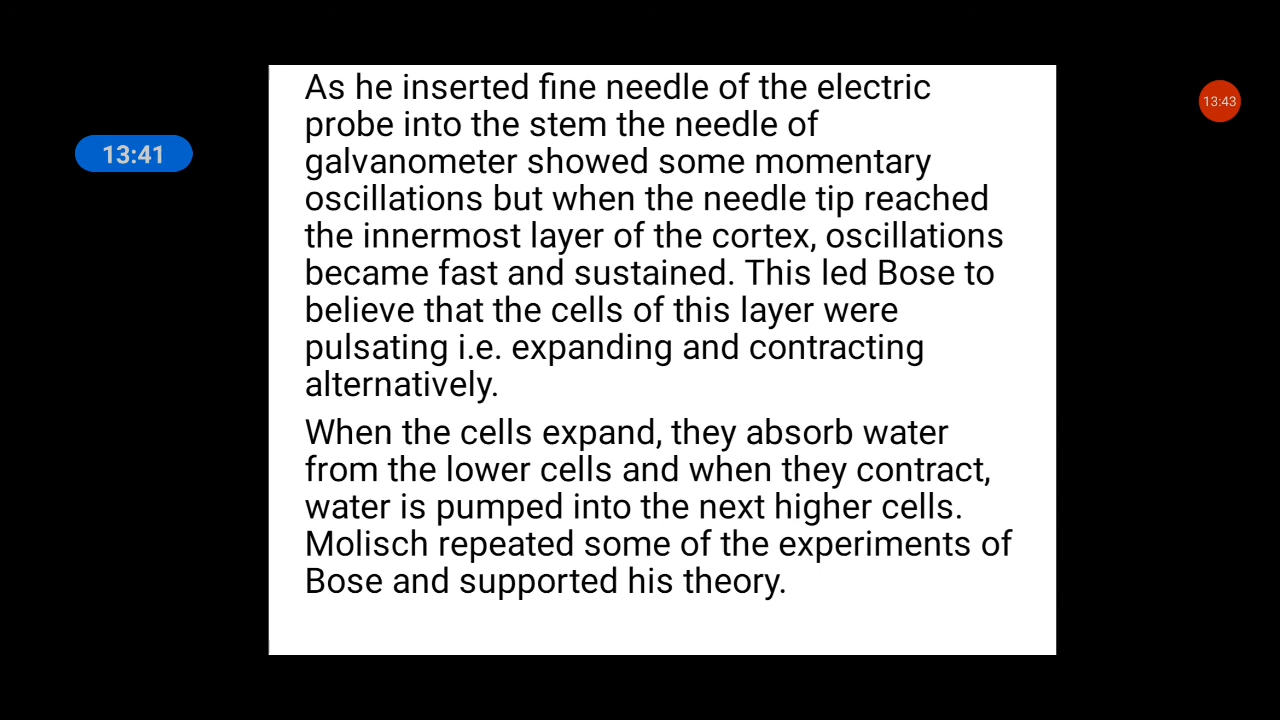 As he inserted fine needle of the electric
probe into the stem the needle of
galvanometer showed some momentary
oscillations but when the needle tip reached
the innermost layer of the cortex, oscillations
became fast and sustained. This led Bose to
believe that the cells of this layer were
pulsating i.e. expanding and contracting
alternatively.
When the cells expand, they absorb water
from the lower cells and when they contract,
water is pumped into the next higher cells.
Molisch repeated some of the experiments of
Bose and supported his theory.
13:41
13:43